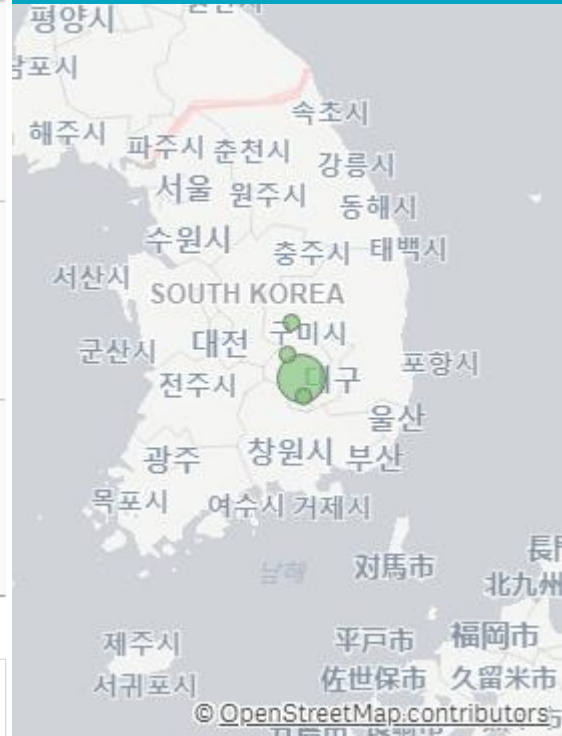 평양시
남포시
속초시
해주시
파주시 춘천시
강릉시
서울 원주시
동해시
수원시
충주시 태백시
서산시
SOUTH KOREA
대전 구미시
군산시
포항시
전주시
대구
울산
광주
창원시 부산
목포시
여수시 거제시
남해
対馬市
北九州
제주시
平戸市
福岡市
서귀포시
佐世保市
久留米市
© OpenStreetMap contributors